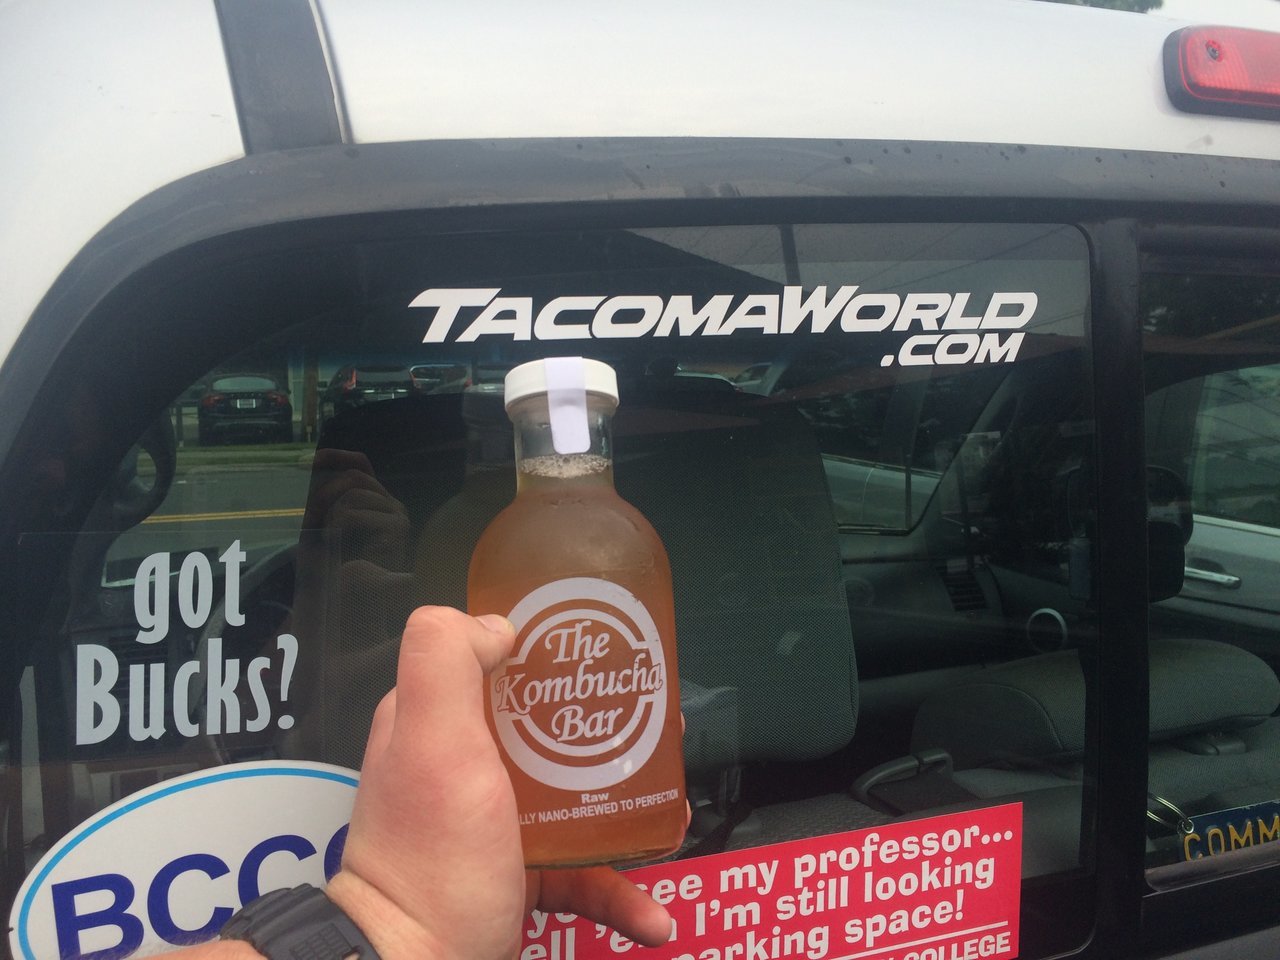 TACOMAWORLD
.COM
got
Bucks?
The
Kombucha
Bar
Raw
NANO-BREWED TO PERFECTION
BCC
see my professor...
'em I'm still looking
parking space!
COLLEGE
COMM